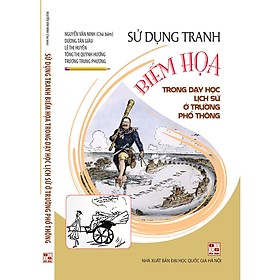 NGUYỄN VĂN NINH (Chủ biên)
DƯƠNG TẤN GIÀU
LÊ THỊ HUYỀN
TỐNG THỊ QUỲNH HƯƠNG
TRƯƠNG TRUNG PHƯƠNG
SỬ DỤNG TRANH
BIẾM HỌA
TRONG DẠY HỌC
LỊCH SỬ
Ở TRƯỜNG
PHỔ THÔNG
NHÀ XUẤT BẢN ĐẠI HỌC QUỐC GIA HÀ NỘI
SỬ DỤNG TRANH BIẾM HỌA TRONG DẠY HỌC LỊCH SỬ Ở TRƯỜNG PHỔ THÔNG